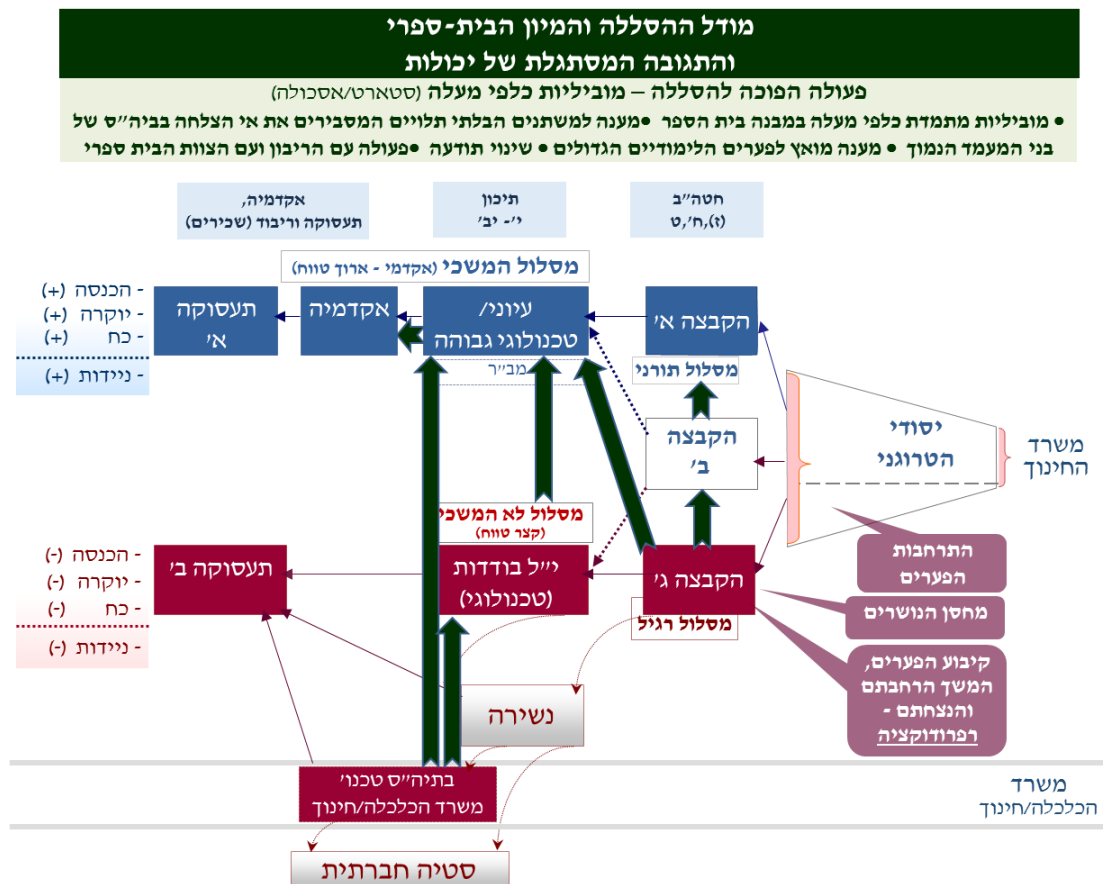 מודל ההסללה והמיון הבית-ספרי
והתגובה המסתגלת של יכולות
פעולה הפוכה להסללה – מוביליות כלפי מעלה (סטארט/אסכולה)
• מוביליות מתמדת כלפי מעלה במבנה בית הספר •מענה למשתנים הבלתי תלויים המסבירים את אי הצלחה בביה״ס של
בני המעמד הנמוך • מענה מואץ לפערים הלימודיים הגדולים • שינוי תודעה •פעולה עם הריבון ועם הצוות הבית ספרי
חטה״ב
(ז),ח׳,ט
תיכון
י׳- יב׳
אקדמיה,
תעסוקה וריבוד (שכירים)
מסלול המשכי (אקדמי - ארוך טווח)
הקבצה א׳
עיוני/
טכנולוגי גבוהה
אקדמיה
תעסוקה
א׳
- הכנסה (+)
- יוקרה (+)
- כח (+)
- ניידות (+)
מב״ר
מסלול תורני
הקבצה
ב׳
יסודי
הטרוגני
משרד
החינוך
מסלול לא המשכי
(קצר טווח)
הקבצה ג׳
י״ל בודדות
(טכנולוגי)
תעסוקה ב׳
- הכנסה (-)
- יוקרה (-)
- כח (-)
- ניידות (-)
מסלול רגיל
התרחבות
הפערים
מחסן הנושרים
קיבוע הפערים,
המשך הרחבתם
והנצחתם -
רפרודוקציה
נשירה
בתיה״ס טכנו׳
משרד הכלכלה/חינוך
משרד
הכלכלה/חינוך
סטיה חברתית